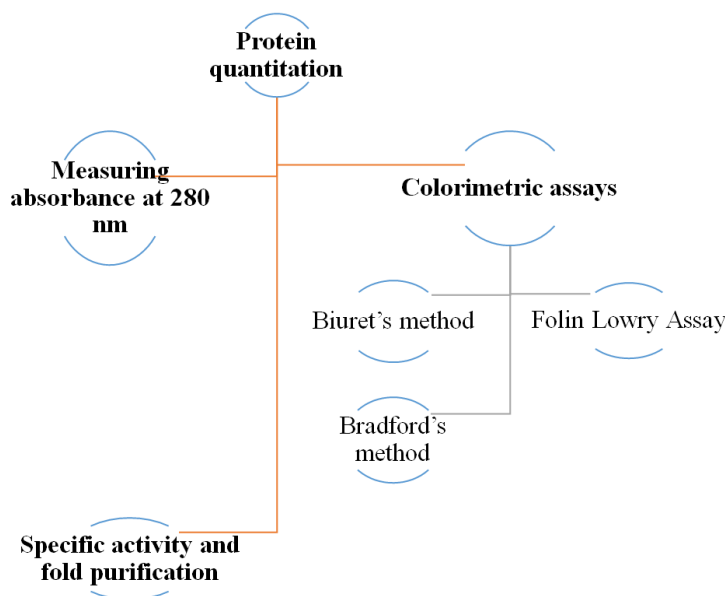 Protein
quantitation
Measuring
absorbance at 280
nm
Colorimetric assays
Biuret’s method
Folin Lowry Assay
Bradford’s
method
Specific activity and
fold purification